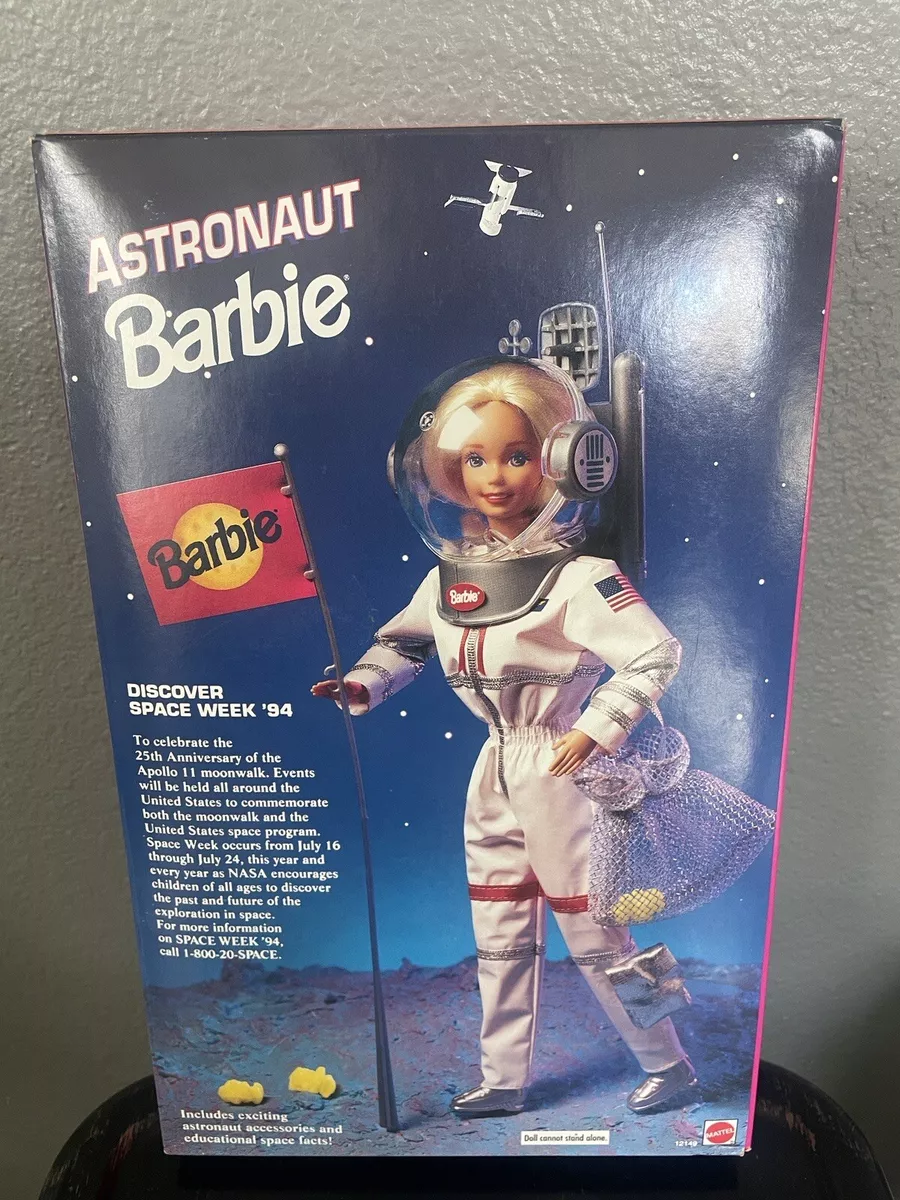 ASTRONAUT
Barbie®
Barbie
Barbie
DISCOVER
SPACE WEEK '94
To celebrate the
25th Anniversary of the
Apollo 11 moonwalk. Events
will be held all around the
United States to commemorate
both the moonwalk and the
United States space program.
Space Week occurs from July 16
through July 24, this year and
every year as NASA encourages
children of all ages to discover
the past and future of the
exploration in space.
For more information
on SPACE WEEK '94,
call 1-800-20-SPACE.
Includes exciting
astronaut accessories and
educational space facts!
Doll cannot stand alone.
12149
MATTEL